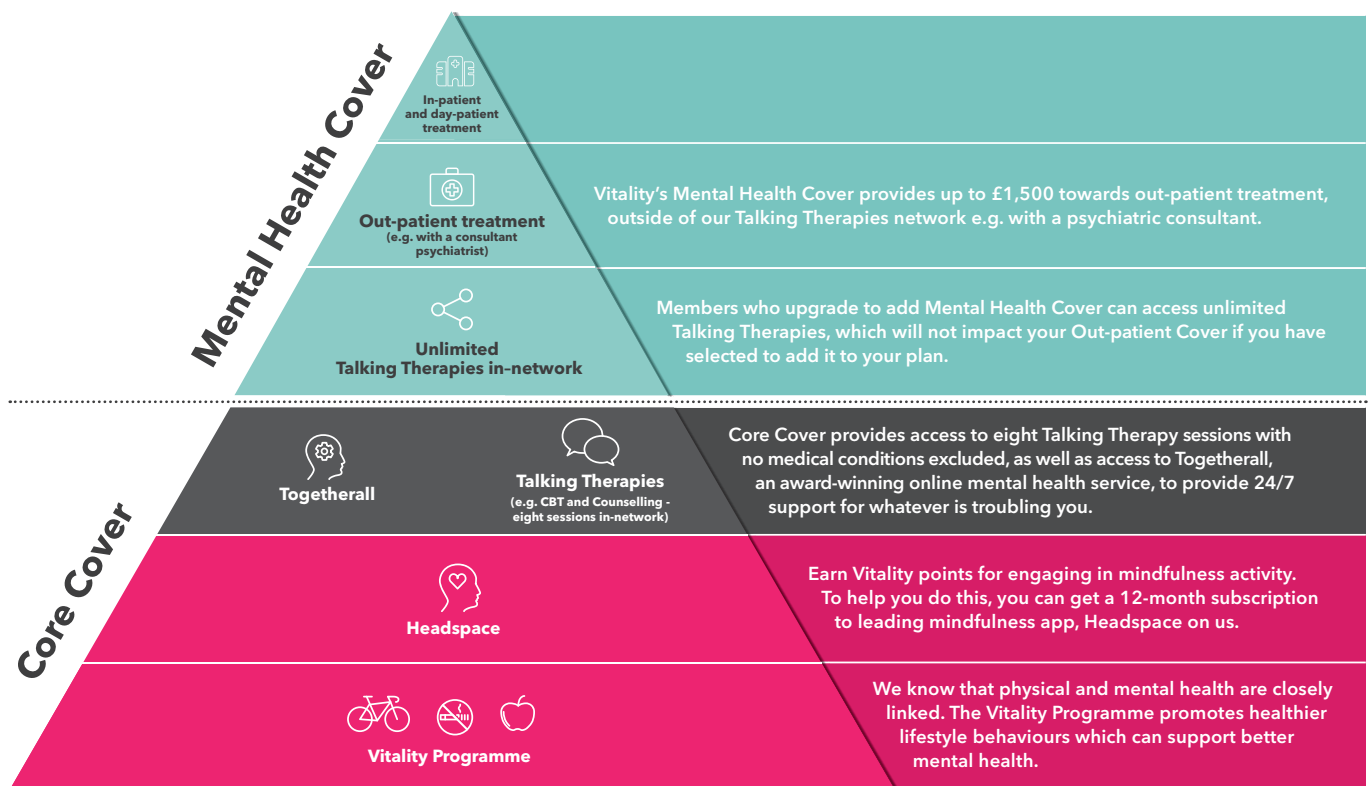 Mental Health Cover
In-patient
and day-patient
treatment
Out-patient treatment
(e.g. with a consultant
psychiatrist)
Vitality's Mental Health Cover provides up to £1,500 towards out-patient treatment,
outside of our Talking Therapies network e.g. with a psychiatric consultant.
Unlimited
Talking Therapies in-network
Members who upgrade to add Mental Health Cover can access unlimited
Talking Therapies, which will not impact your Out-patient Cover if you have
selected to add it to your plan.
Core Cover
Togetherall
Talking Therapies
(e.g. CBT and Counselling -
eight sessions in-network)
Core Cover provides access to eight Talking Therapy sessions with
no medical conditions excluded, as well as access to Togetherall,
an award-winning online mental health service, to provide 24/7
support for whatever is troubling you.
Headspace
Earn Vitality points for engaging in mindfulness activity.
To help you do this, you can get a 12-month subscription
to leading mindfulness app, Headspace on us.
Vitality Programme
We know that physical and mental health are closely
linked. The Vitality Programme promotes healthier
lifestyle behaviours which can support better
mental health.